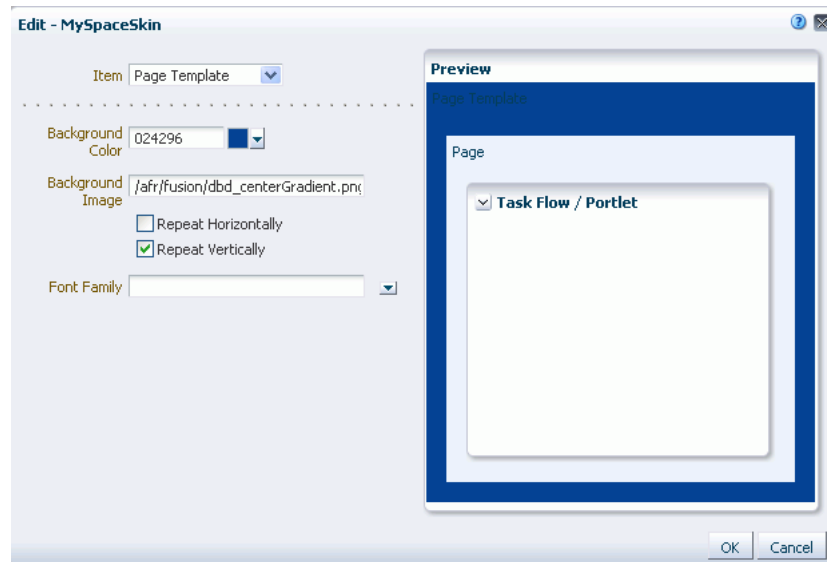 Edit - MySpaceSkin
Item Page Template
Background Color 024296
Background Image /afr/fusion/dbd_centerGradient.png
Repeat Horizontally
Repeat Vertically
Font Family
Preview
Page Template
Page
Task Flow / Portlet
OK Cancel